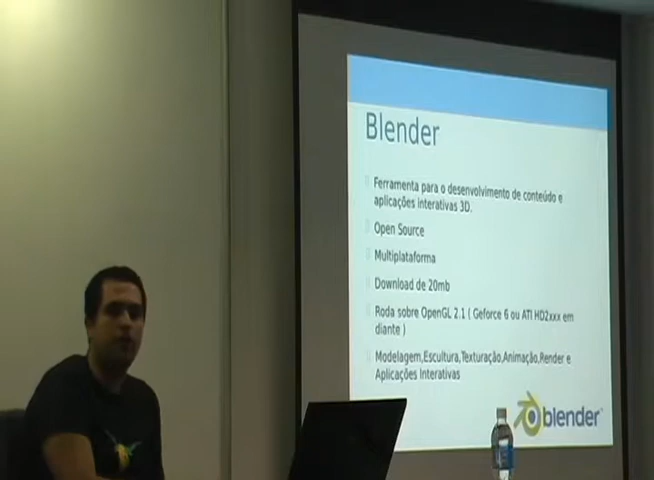 Blender
Ferramenta para o desenvolvimento de conteúdo e
aplicações interativas 3D.
Open Source
Multiplataforma
Download de 20mb
Roda sobre OpenGL 2.1 ( Geforce 6 ou ATI HD2xxx em
diante )
Modelagem,Escultura,Texturação,Animação,Render e
Aplicações Interativas
blender